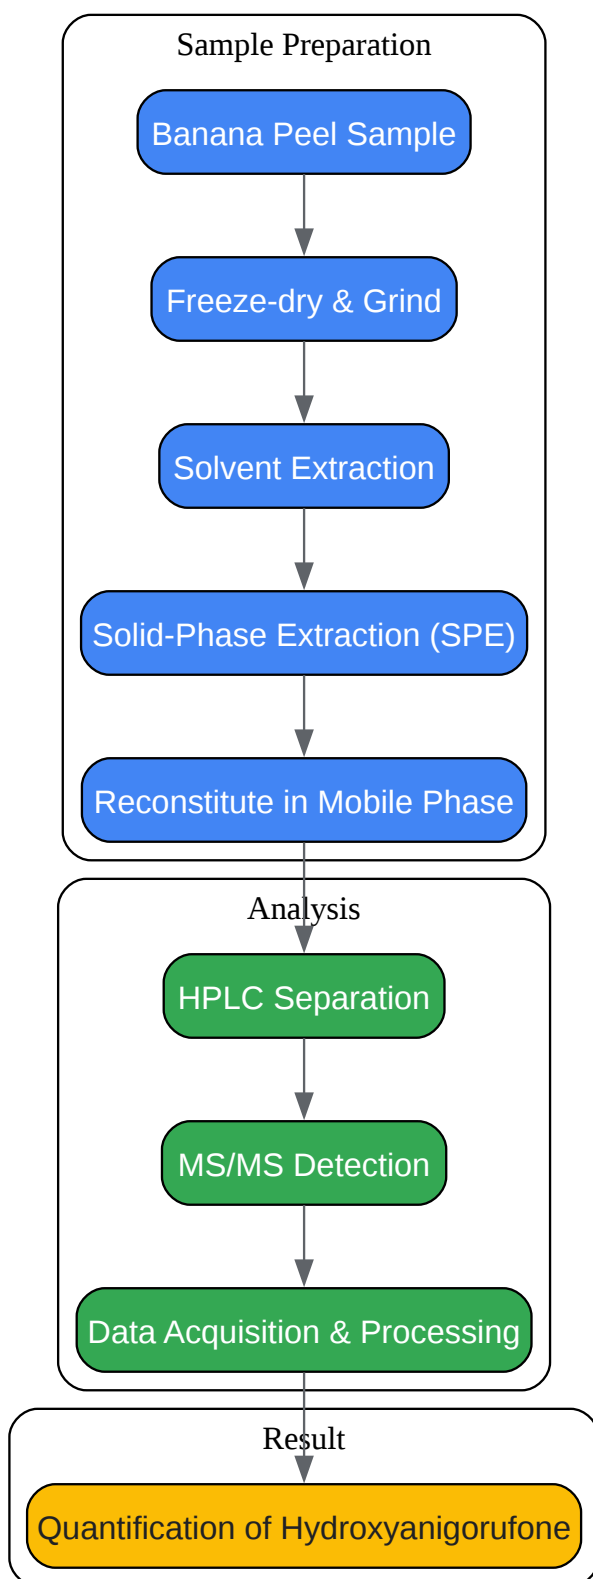 Sample Preparation
Banana Peel Sample
Freeze-dry & Grind
Solvent Extraction
Solid-Phase Extraction (SPE)
Reconstitute in Mobile Phase
Analysis
HPLC Separation
MS/MS Detection
Data Acquisition & Processing
Result
Quantification of Hydroxyanigorufone